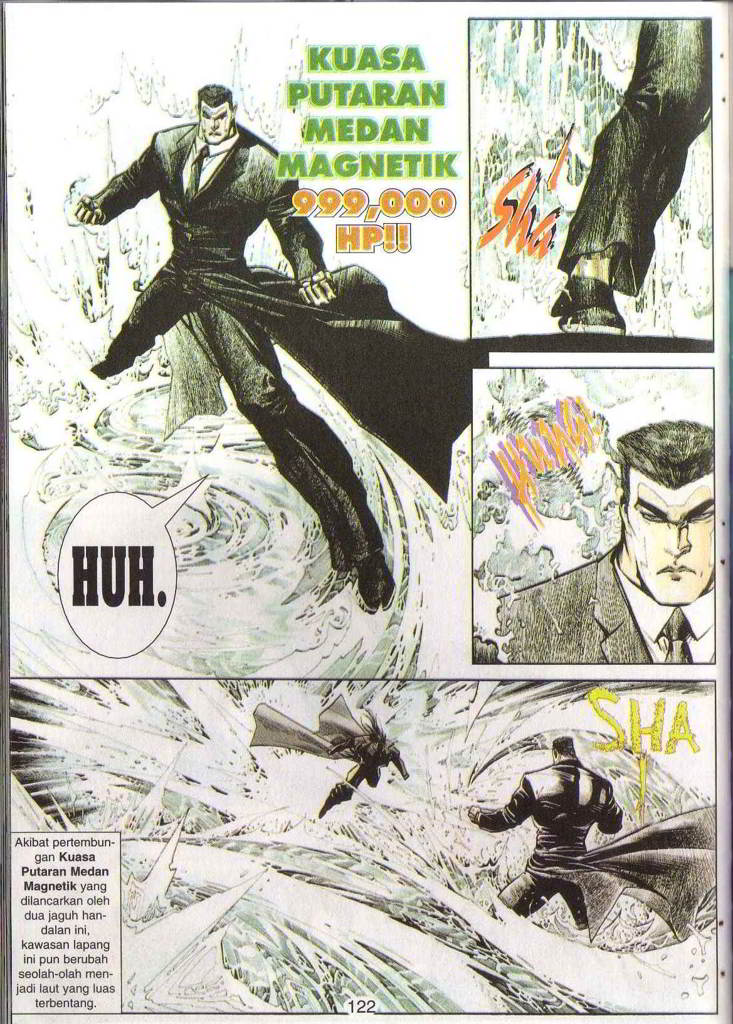 KUASA
PUTARAN
MEDAN
MAGNETIK
999,000
HP!!
Sha!
HUH.
SHA!
Akibat pertembun-
gan Kuasa
Putaran Medan
Magnetik yang
dilancarkan oleh
dua jaguh han-
dalan ini,
kawasan lapang
ini pun berubah
seolah-olah men-
jadi laut yang luas
terbentang.
122